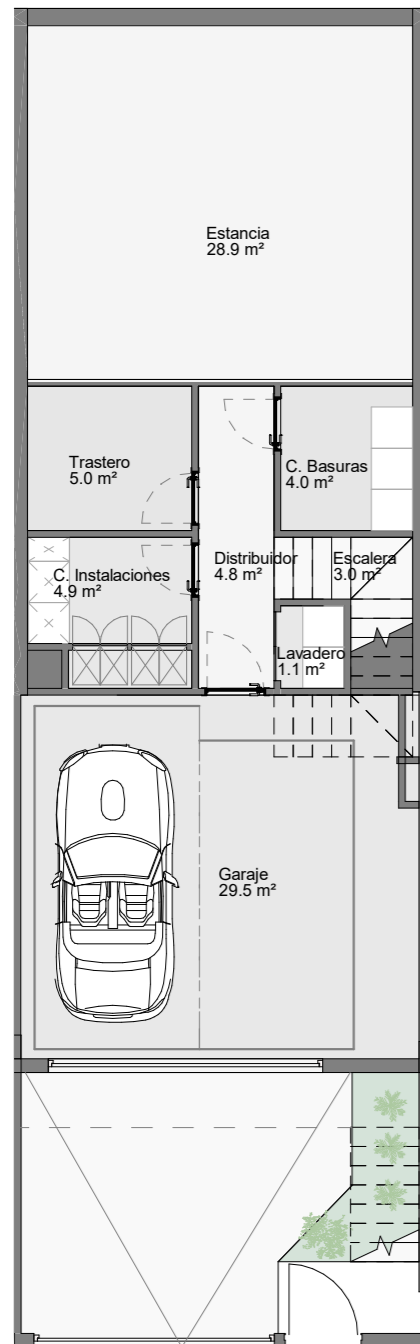 Estancia
28.9 m²
Trastero
5.0 m²
C. Basuras
4.0 m²
C. Instalaciones
4.9 m²
Distribuidor
4.8 m²
Escalera
3.0 m²
Lavadero
1.1 m²
Garaje
29.5 m²